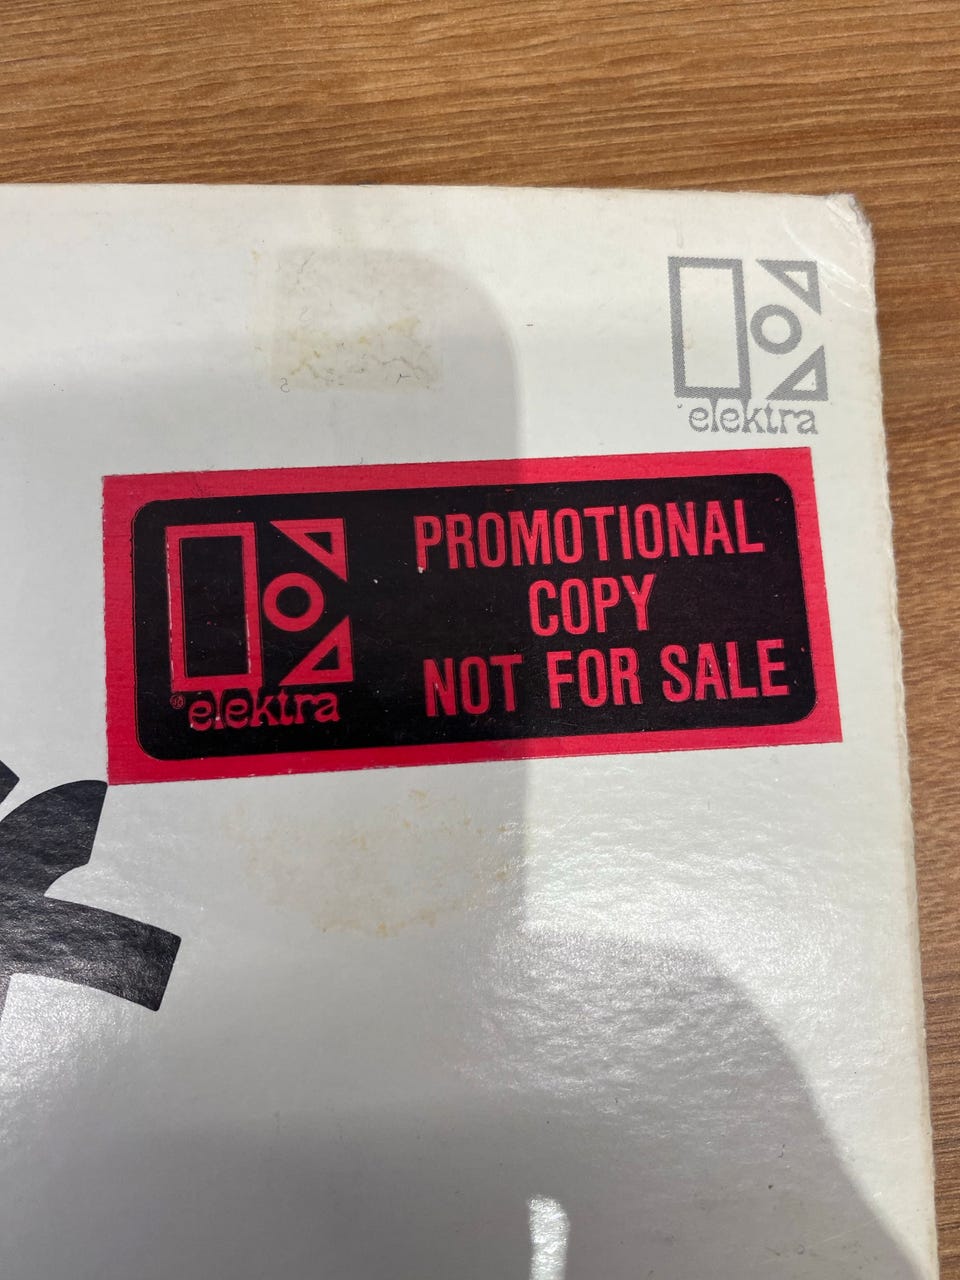 elektra
PROMOTIONAL
COPY
NOT FOR SALE
elektra